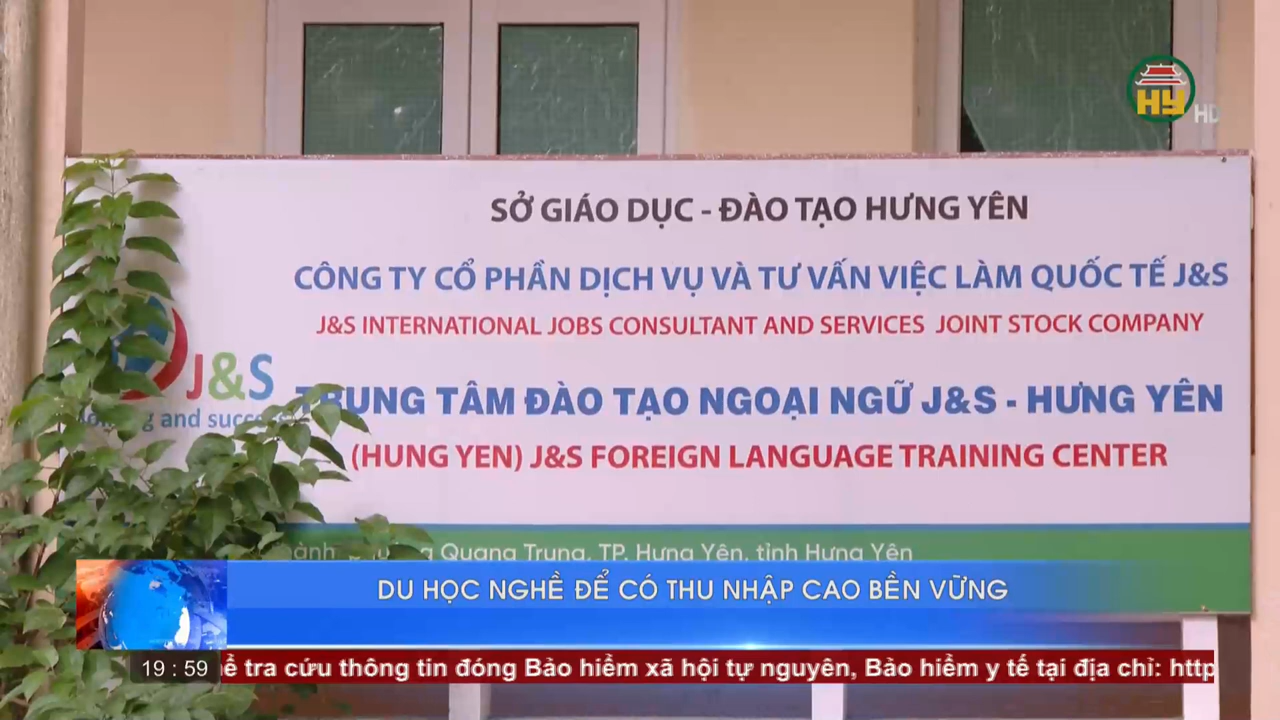 HY HD
SỞ GIÁO DỤC - ĐÀO TẠO HƯNG YÊN
CÔNG TY CỔ PHẦN DỊCH VỤ VÀ TƯ VẤN VIỆC LÀM QUỐC TẾ J&S
J&S INTERNATIONAL JOBS CONSULTANT AND SERVICES JOINT STOCK COMPANY
J&S
and
TRUNG TÂM ĐÀO TẠO NGOẠI NGỮ J&S - HƯNG YÊN
(HUNG YEN) J&S FOREIGN LANGUAGE TRAINING CENTER
Quang Trung, TP. Hưng Yên, tỉnh Hưng Yên
DU HỌC NGHỀ ĐỂ CÓ THU NHẬP CAO BỀN VỮNG
19 : 59 tra cứu thông tin đóng Bảo hiểm xã hội tự nguyên, Bảo hiểm y tế tại địa chỉ: http